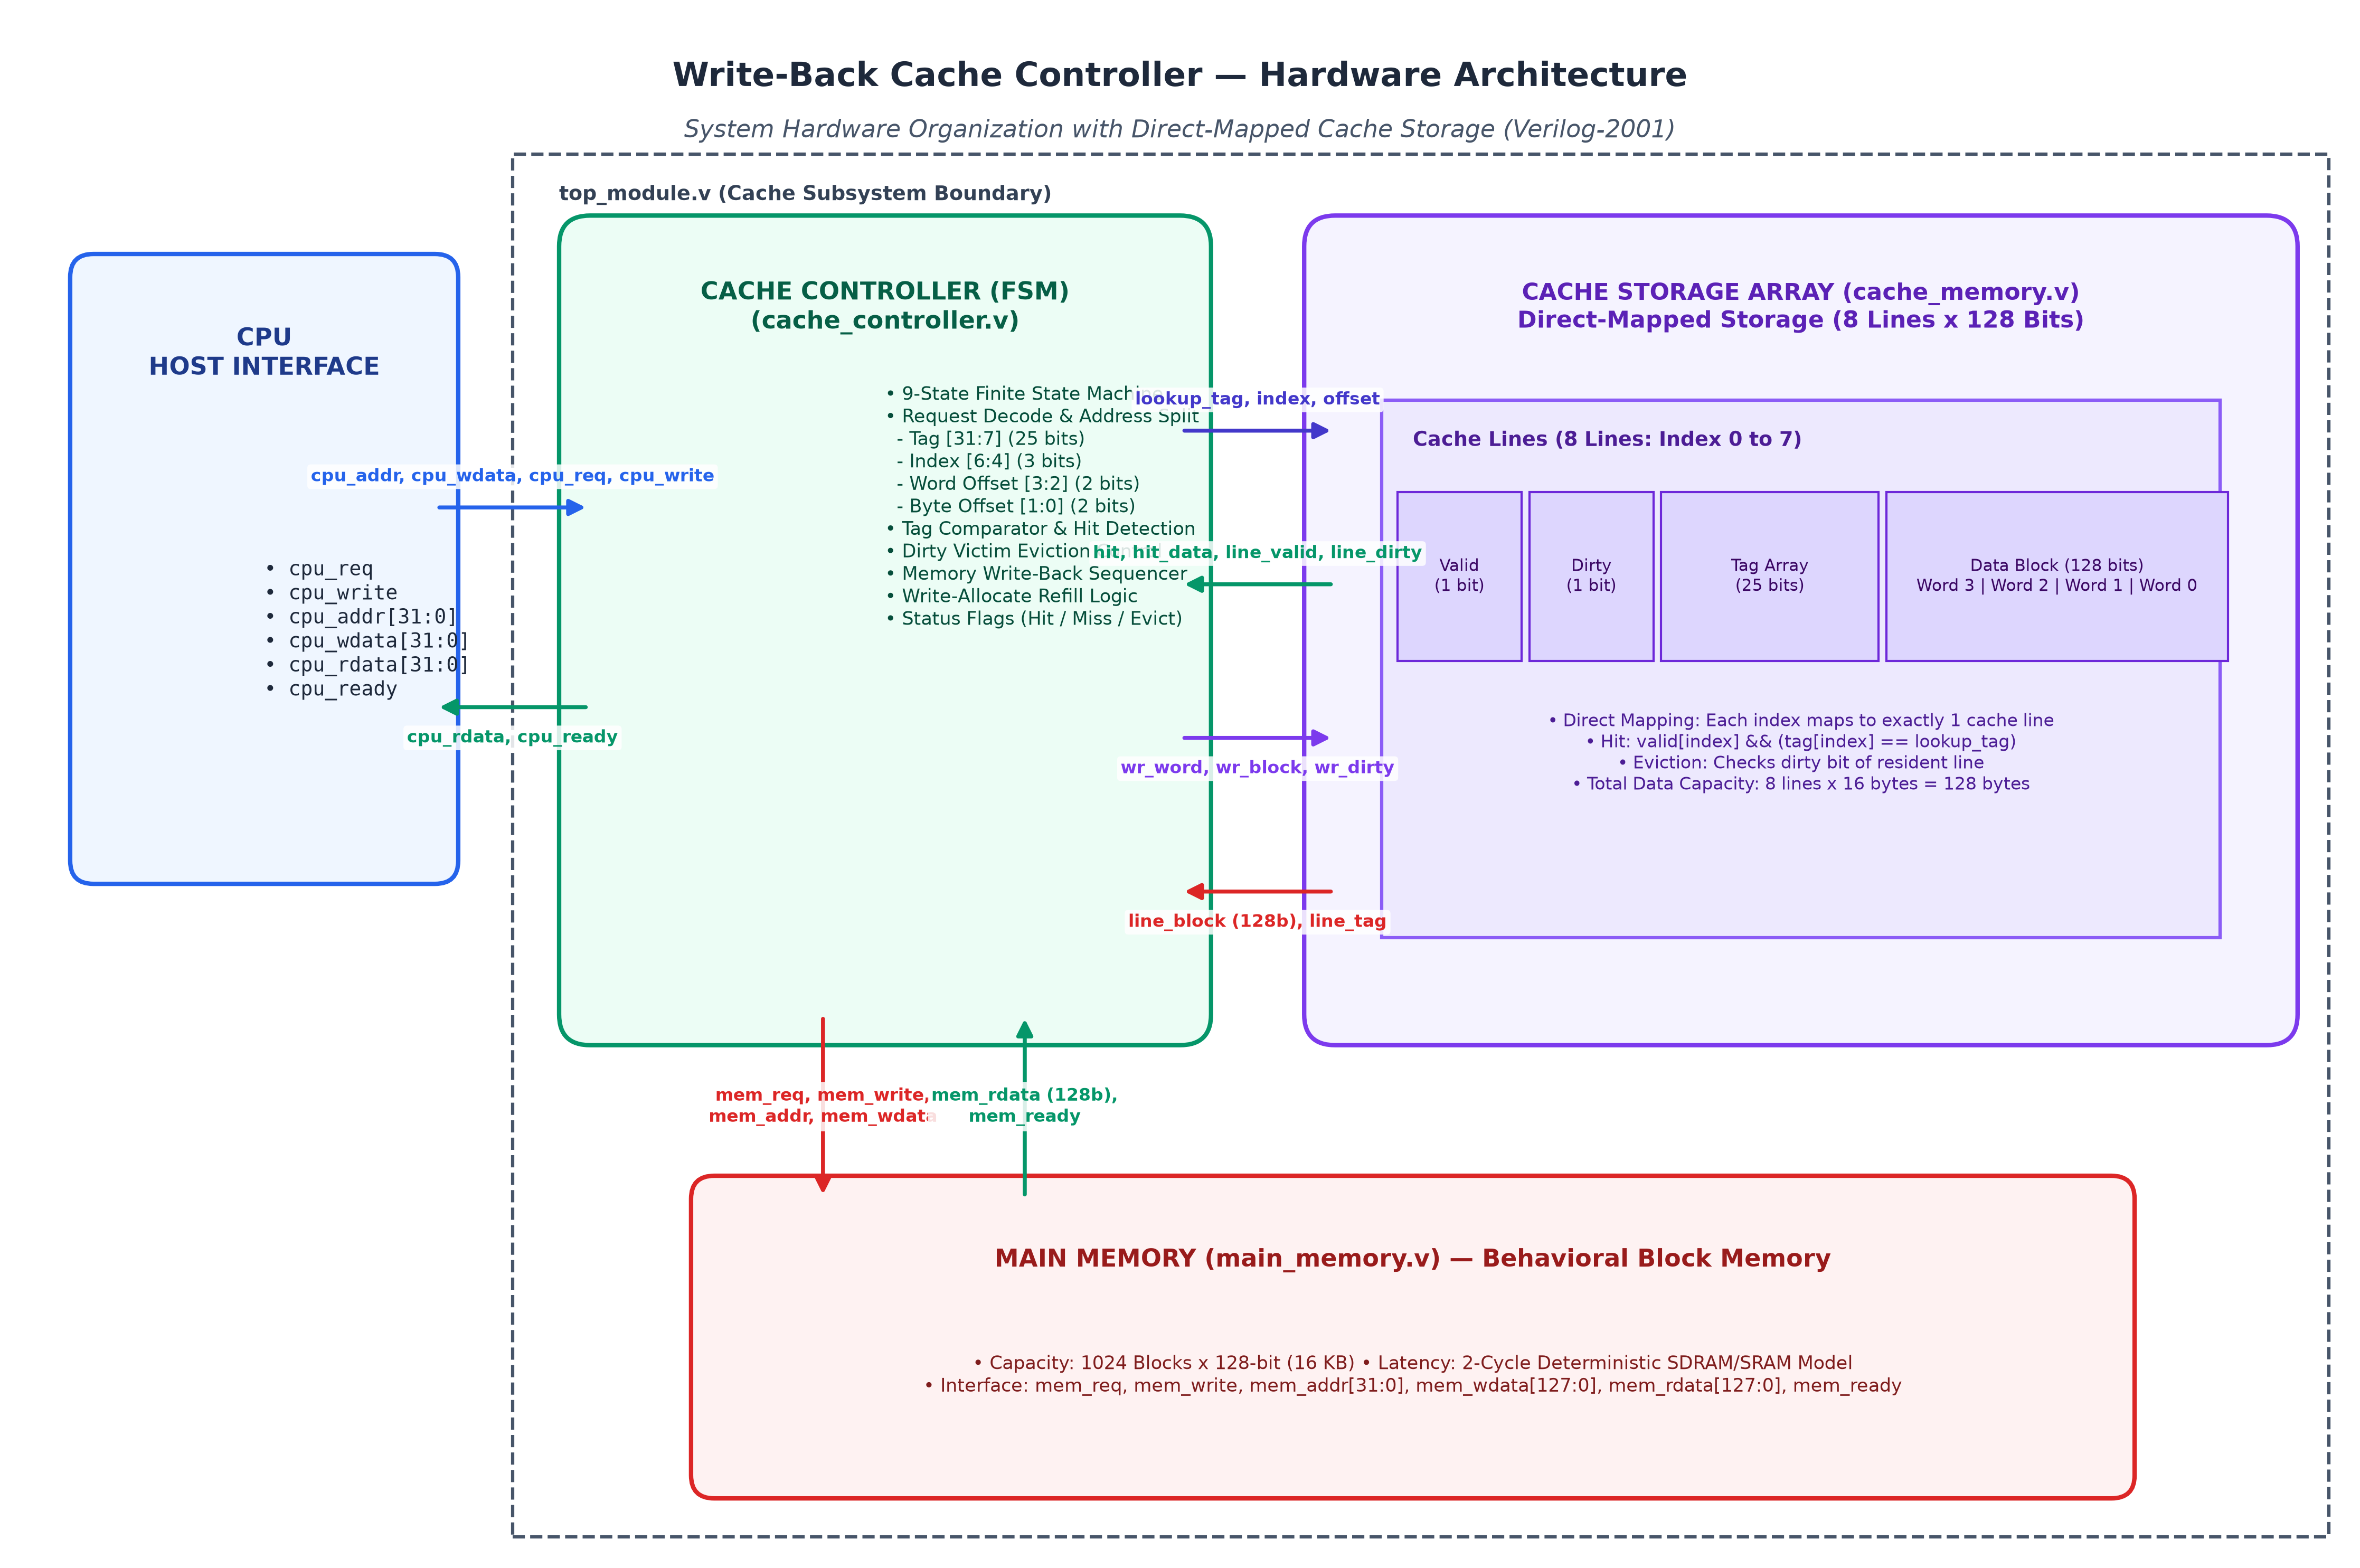 Write-Back Cache Controller — Hardware Architecture
System Hardware Organization with Direct-Mapped Cache Storage (Verilog-2001)
top_module.v (Cache Subsystem Boundary)
CPU
HOST INTERFACE
cpu_addr, cpu_wdata, cpu_req, cpu_write
• cpu_req
• cpu_write
• cpu_addr[31:0]
• cpu_wdata[31:0]
• cpu_rdata[31:0]
• cpu_ready
cpu_rdata, cpu_ready
CACHE CONTROLLER (FSM)
(cache_controller.v)
• 9-State Finite State Machine
• Request Decode & Address Split
- Tag [31:7] (25 bits)
- Index [6:4] (3 bits)
- Word Offset [3:2] (2 bits)
- Byte Offset [1:0] (2 bits)
• Tag Comparator & Hit Detection
• Dirty Victim Eviction
• Memory Write-Back Sequencer
• Write-Allocate Refill Logic
• Status Flags (Hit / Miss / Evict)
lookup_tag, index, offset
hit, hit_data, line_valid, line_dirty
wr_word, wr_block, wr_dirty
line_block (128b), line_tag
CACHE STORAGE ARRAY (cache_memory.v)
Direct-Mapped Storage (8 Lines x 128 Bits)
Cache Lines (8 Lines: Index 0 to 7)
Valid
(1 bit)
Dirty
(1 bit)
Tag Array
(25 bits)
Data Block (128 bits)
Word 3 | Word 2 | Word 1 | Word 0
• Direct Mapping: Each index maps to exactly 1 cache line
• Hit: valid[index] && (tag[index] == lookup_tag)
• Eviction: Checks dirty bit of resident line
• Total Data Capacity: 8 lines x 16 bytes = 128 bytes
mem_req, mem_write,
mem_addr, mem_wdata
mem_rdata (128b),
mem_ready
MAIN MEMORY (main_memory.v) — Behavioral Block Memory
• Capacity: 1024 Blocks x 128-bit (16 KB) • Latency: 2-Cycle Deterministic SDRAM/SRAM Model
• Interface: mem_req, mem_write, mem_addr[31:0], mem_wdata[127:0], mem_rdata[127:0], mem_ready